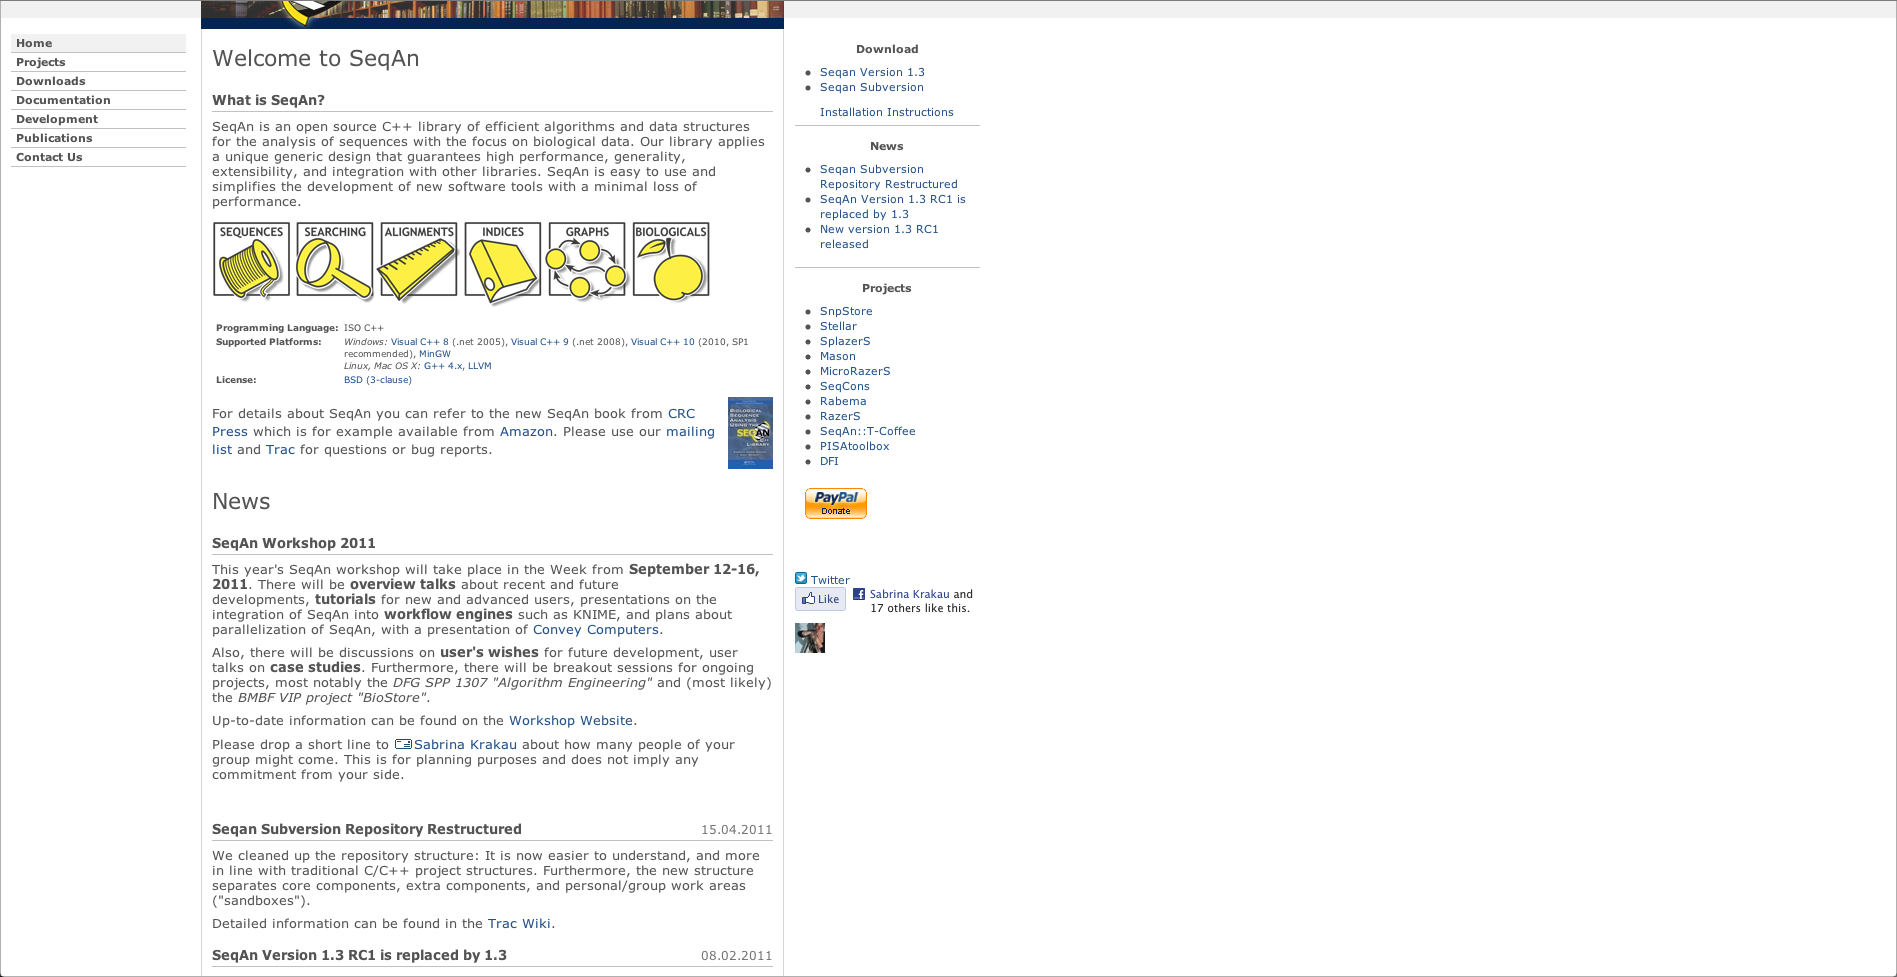 Home
Projects
Downloads
Documentation
Development
Publications
Contact Us
Welcome to SeqAn
What is SeqAn?
SeqAn is an open source C++ library of efficient algorithms and data structures
for the analysis of sequences with the focus on biological data. Our library applies
a unique generic design that guarantees high performance, generality,
extensibility, and integration with other libraries. SeqAn is easy to use and
simplifies the development of new software tools with a minimal loss of
performance.
SEQUENCES SEARCHING ALIGNMENTS INDICES GRAPHS BIOLOGICALS
Programming Language: ISO C++
Supported Platforms: Windows: Visual C++ 8 (.net 2005), Visual C++ 9 (.net 2008), Visual C++ 10 (2010, SP1
recommended), MinGW
Linux, Mac OS X: G++ 4.x, LLVM
License: BSD (3-clause)
For details about SeqAn you can refer to the new SeqAn book from CRC
Press which is for example available from Amazon. Please use our mailing
list and Trac for questions or bug reports.
BIOLOGICAL
SEQUENCE
ANALYSIS
USING THE
SEQAN
LIBRARY
News
SeqAn Workshop 2011
This year's SeqAn workshop will take place in the Week from September 12-16,
2011. There will be overview talks about recent and future
developments, tutorials for new and advanced users, presentations on the
integration of SeqAn into workflow engines such as KNIME, and plans about
parallelization of SeqAn, with a presentation of Convey Computers.
Also, there will be discussions on user's wishes for future development, user
talks on case studies. Furthermore, there will be breakout sessions for ongoing
projects, most notably the DFG SPP 1307 "Algorithm Engineering" and (most likely)
the BMBF VIP project "BioStore".
Up-to-date information can be found on the Workshop Website.
Please drop a short line to Sabrina Krakau about how many people of your
group might come. This is for planning purposes and does not imply any
commitment from your side.
Seqan Subversion Repository Restructured 15.04.2011
We cleaned up the repository structure: It is now easier to understand, and more
in line with traditional C/C++ project structures. Furthermore, the new structure
separates core components, extra components, and personal/group work areas
("sandboxes").
Detailed information can be found in the Trac Wiki.
SeqAn Version 1.3 RC1 is replaced by 1.3 08.02.2011
Download
Seqan Version 1.3
Seqan Subversion
Installation Instructions
News
Seqan Subversion
Repository Restructured
SeqAn Version 1.3 RC1 is
replaced by 1.3
New version 1.3 RC1
released
Projects
SnpStore
Stellar
SplazerS
Mason
MicroRazerS
SeqCons
Rabema
RazerS
SeqAn::T-Coffee
PISAtoolbox
DFI
PayPal
Donate
Twitter
Like Sabrina Krakau and
17 others like this.